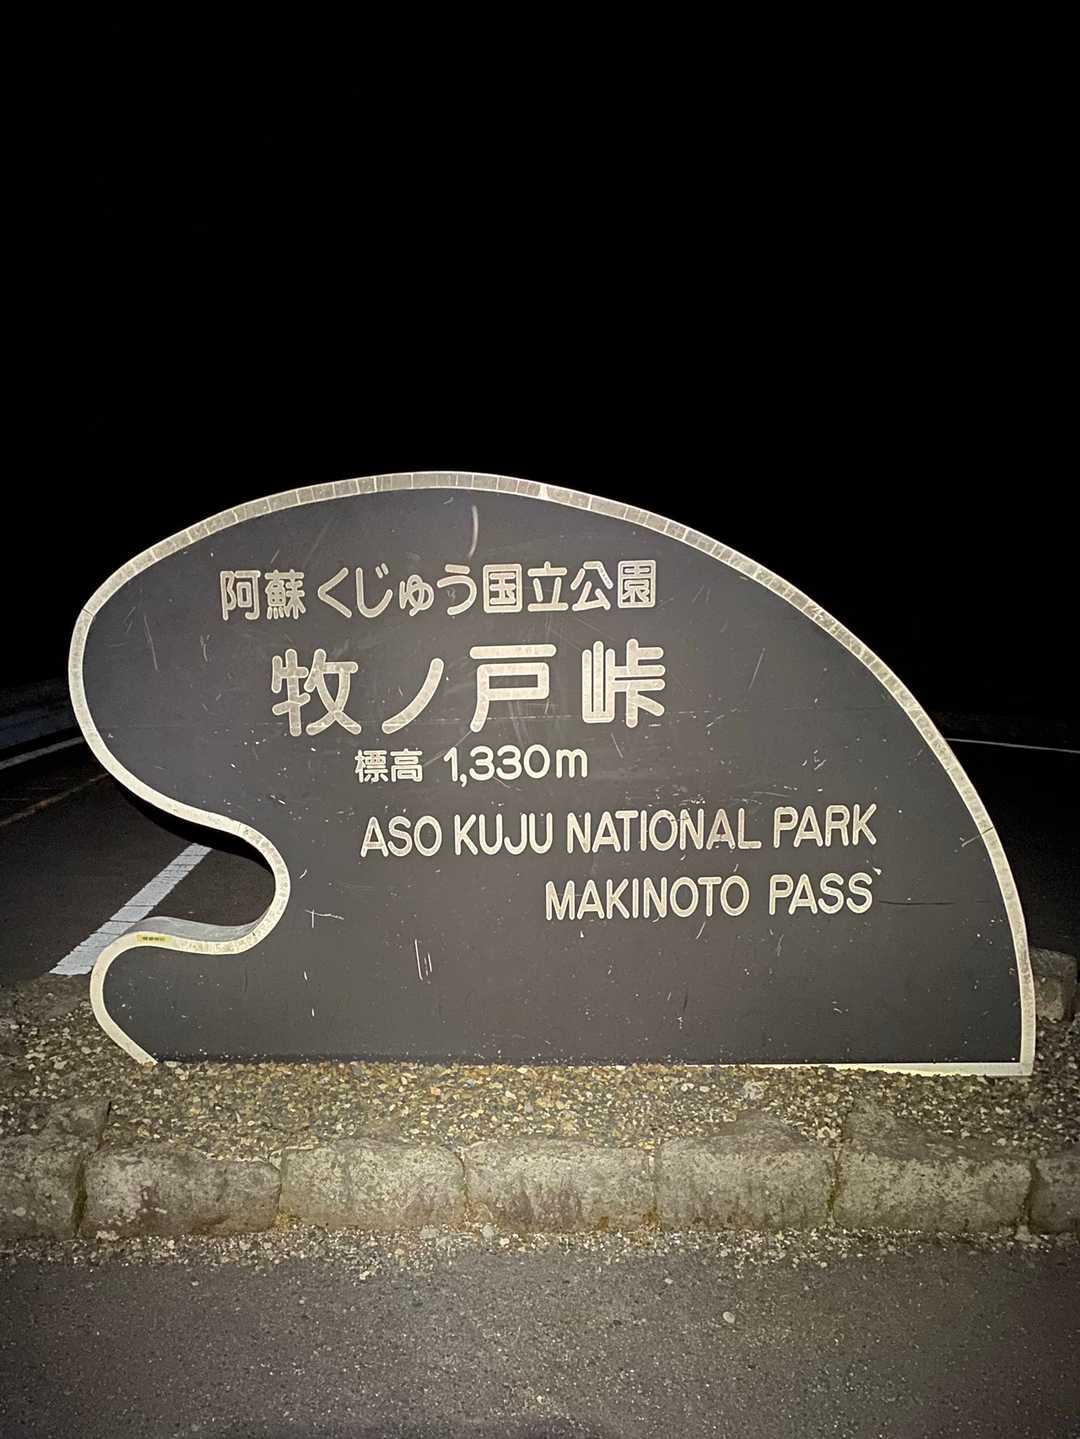 阿蘇くじゅう国立公園
牧ノ戸峠
標高 1,330m
ASO KUJU NATIONAL PARK
MAKINOTO PASS